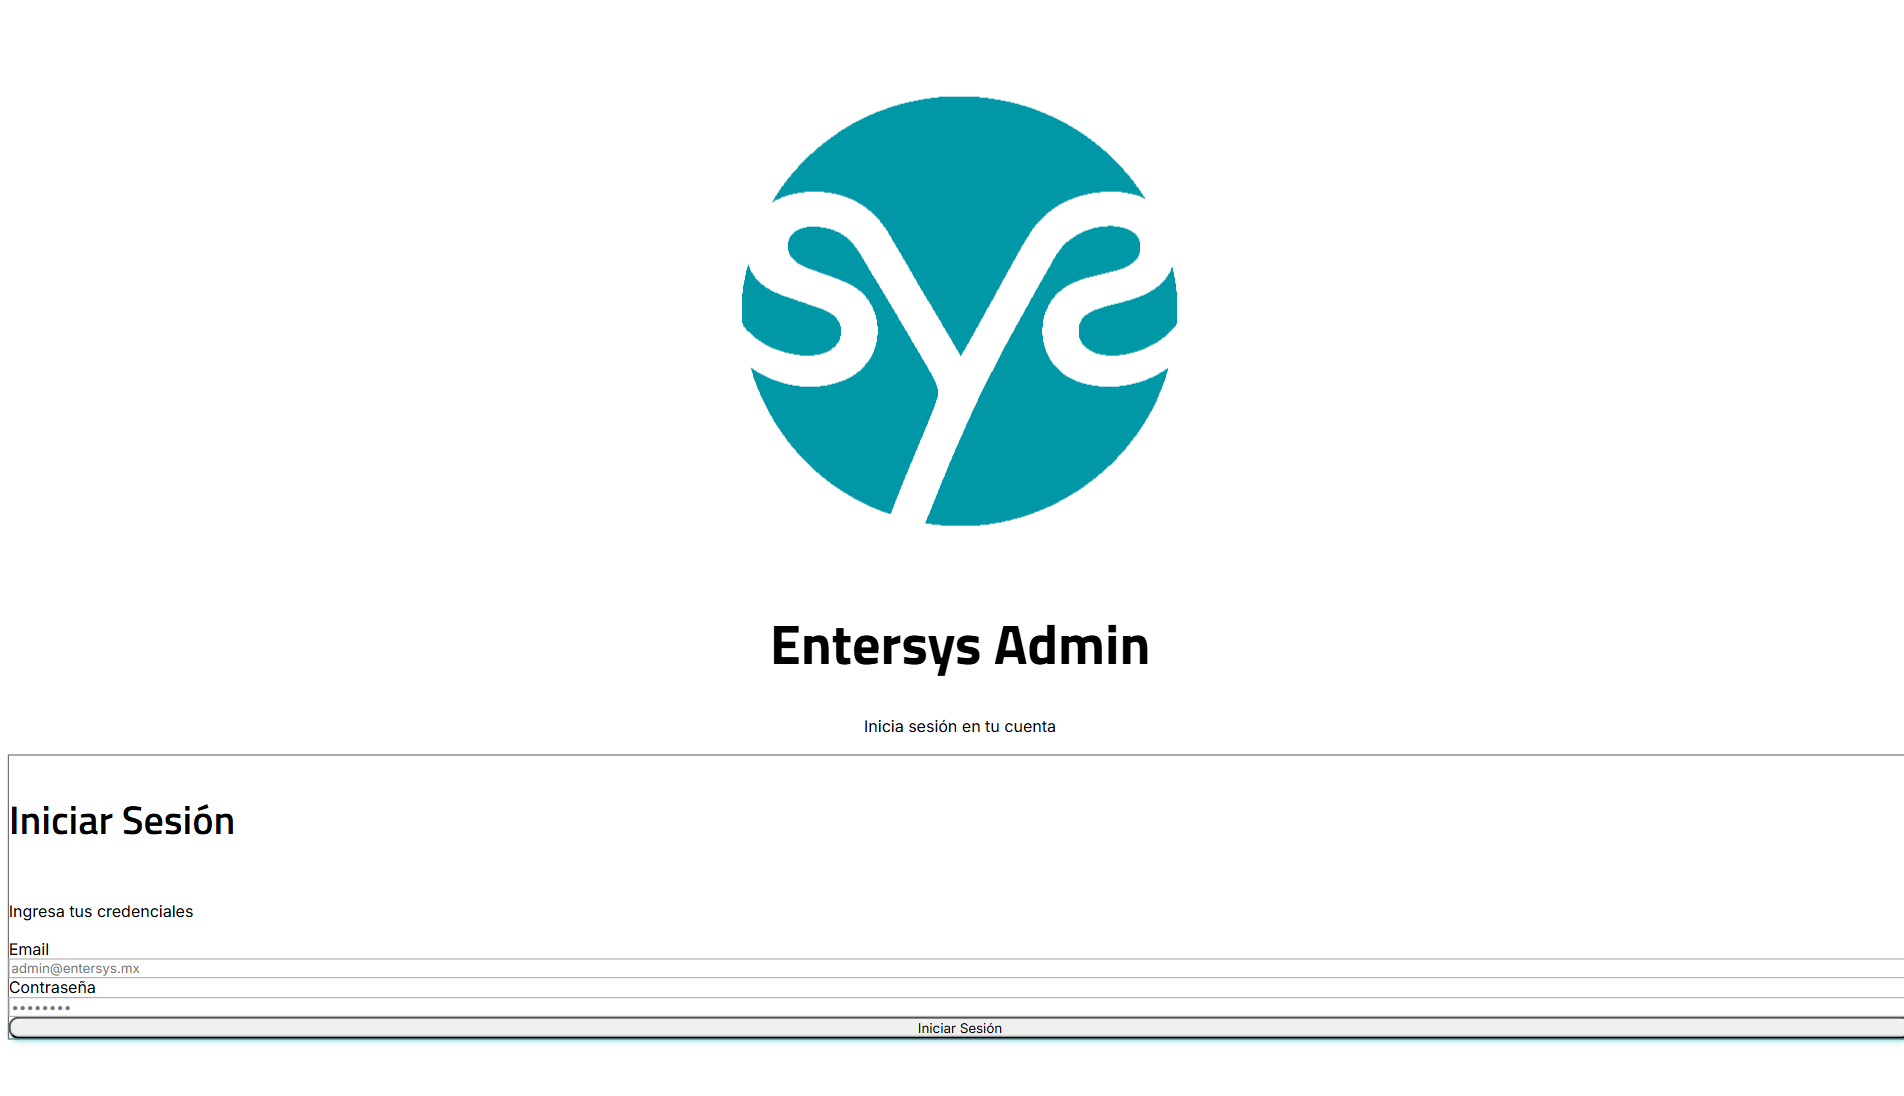 sys
Entersys Admin
Inicia sesión en tu cuenta
Iniciar Sesión
Ingresa tus credenciales
Email
admin@entersys.mx
Contraseña
••••••••
Iniciar Sesión